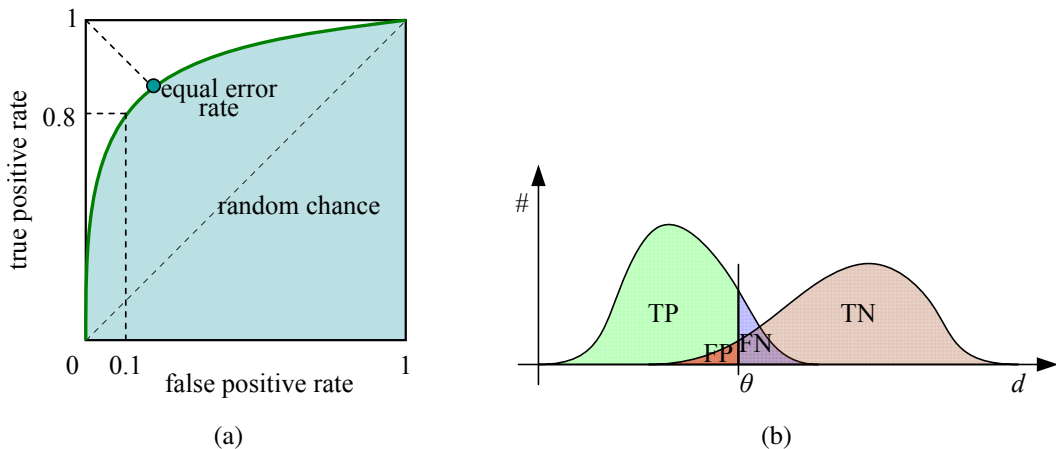 1
equal error
rate
0.8
true positive rate
random chance
0
0.1
1
false positive rate
(a)
#
TP
TN
FP
FN
θ
d
(b)